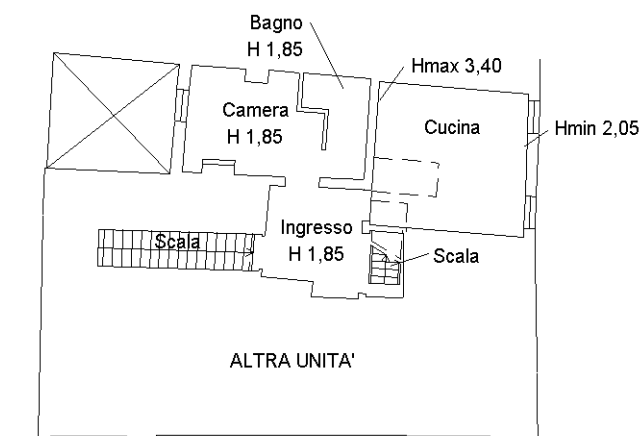 Bagno
H 1,85
Hmax 3,40
Camera
H 1,85
Cucina
Hmin 2,05
Scala
Ingresso
H 1,85
Scala
ALTRA UNITA'